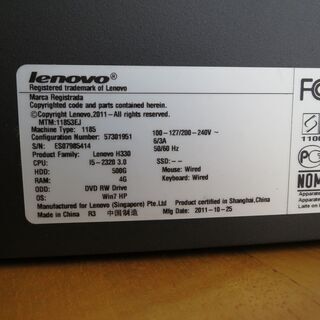 lenovo®
Registered trademark of Lenovo
Marca Registrada
Copyrighted code and parts contained herein.
©Copyright Lenovo,2011-All rights reserved.
MTM:11853EJ
Machine Type: 1185 100-127/200-240V~
C/N: 57301951 6/3A
S/N: ES07985414 50/60 Hz
Product Family: Lenovo H330
CPU: I5-2320 3.0 SSD:--
HDD: 500G Mouse: Wired
RAM: 4G Keyboard: Wired
ODD: DVD RW Drive
OS: Win7 HP
Manufactured for Lenovo (Singapore) Pte.Ltd Product certified in Shanghai,China
Made in China R3 中国制造 Mfg Date: 2011-10-25
FC
NOM
Apparatus
Apparate